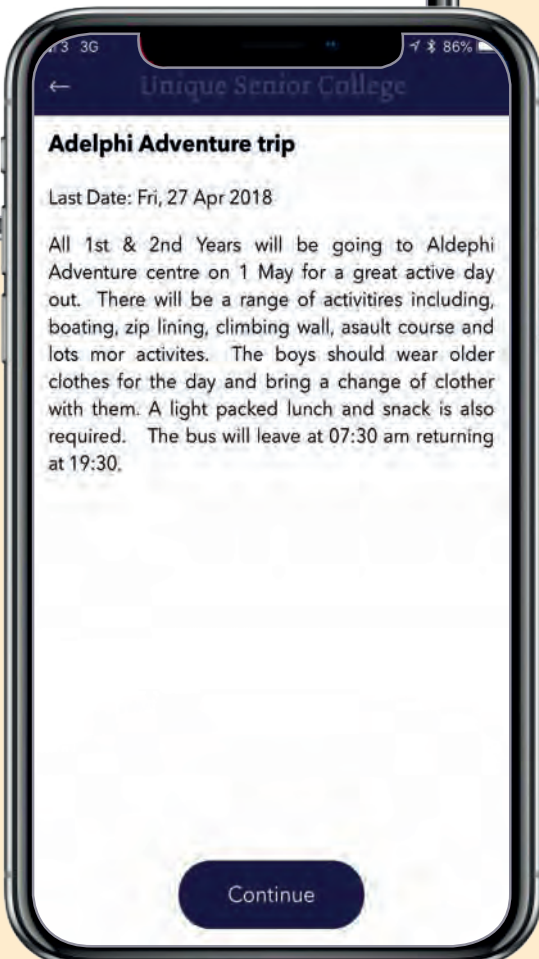 3 3G 86%
← Unique Senior College
Adelphi Adventure trip
Last Date: Fri, 27 Apr 2018
All 1st & 2nd Years will be going to Aldephi
Adventure centre on 1 May for a great active day
out. There will be a range of activitires including,
boating, zip lining, climbing wall, asault course and
lots mor activites. The boys should wear older
clothes for the day and bring a change of clother
with them. A light packed lunch and snack is also
required. The bus will leave at 07:30 am returning
at 19:30.
Continue